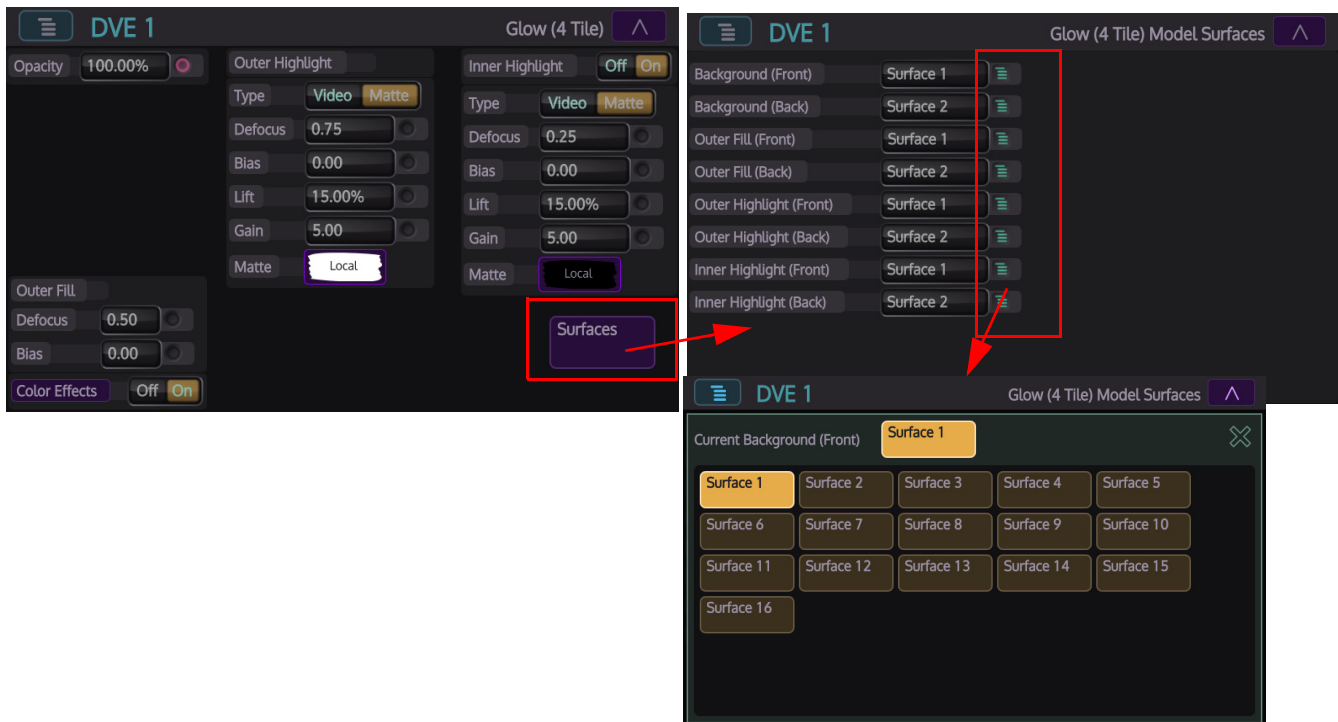 DVE 1
Glow (4 Tile)
Opacity 100.00%
Outer Fill
Defocus 0.50
Bias 0.00
Color Effects Off On
Outer Highlight
Type Video Matte
Defocus 0.75
Bias 0.00
Lift 15.00%
Gain 5.00
Matte Local
Inner Highlight Off On
Type Video Matte
Defocus 0.25
Bias 0.00
Lift 15.00%
Gain 5.00
Matte Local
Surfaces
DVE 1
Glow (4 Tile) Model Surfaces
Background (Front) Surface 1
Background (Back) Surface 2
Outer Fill (Front) Surface 1
Outer Fill (Back) Surface 2
Outer Highlight (Front) Surface 1
Outer Highlight (Back) Surface 2
Inner Highlight (Front) Surface 1
Inner Highlight (Back) Surface 2
DVE 1
Glow (4 Tile) Model Surfaces
Current Background (Front) Surface 1
Surface 1 Surface 2 Surface 3 Surface 4 Surface 5
Surface 6 Surface 7 Surface 8 Surface 9 Surface 10
Surface 11 Surface 12 Surface 13 Surface 14 Surface 15
Surface 16